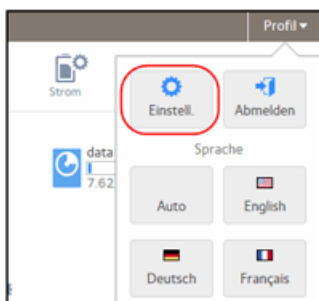 Profil
Strom
Einstell.
Abmelden
Sprache
data
7.62
Auto
English
Deutsch
Français